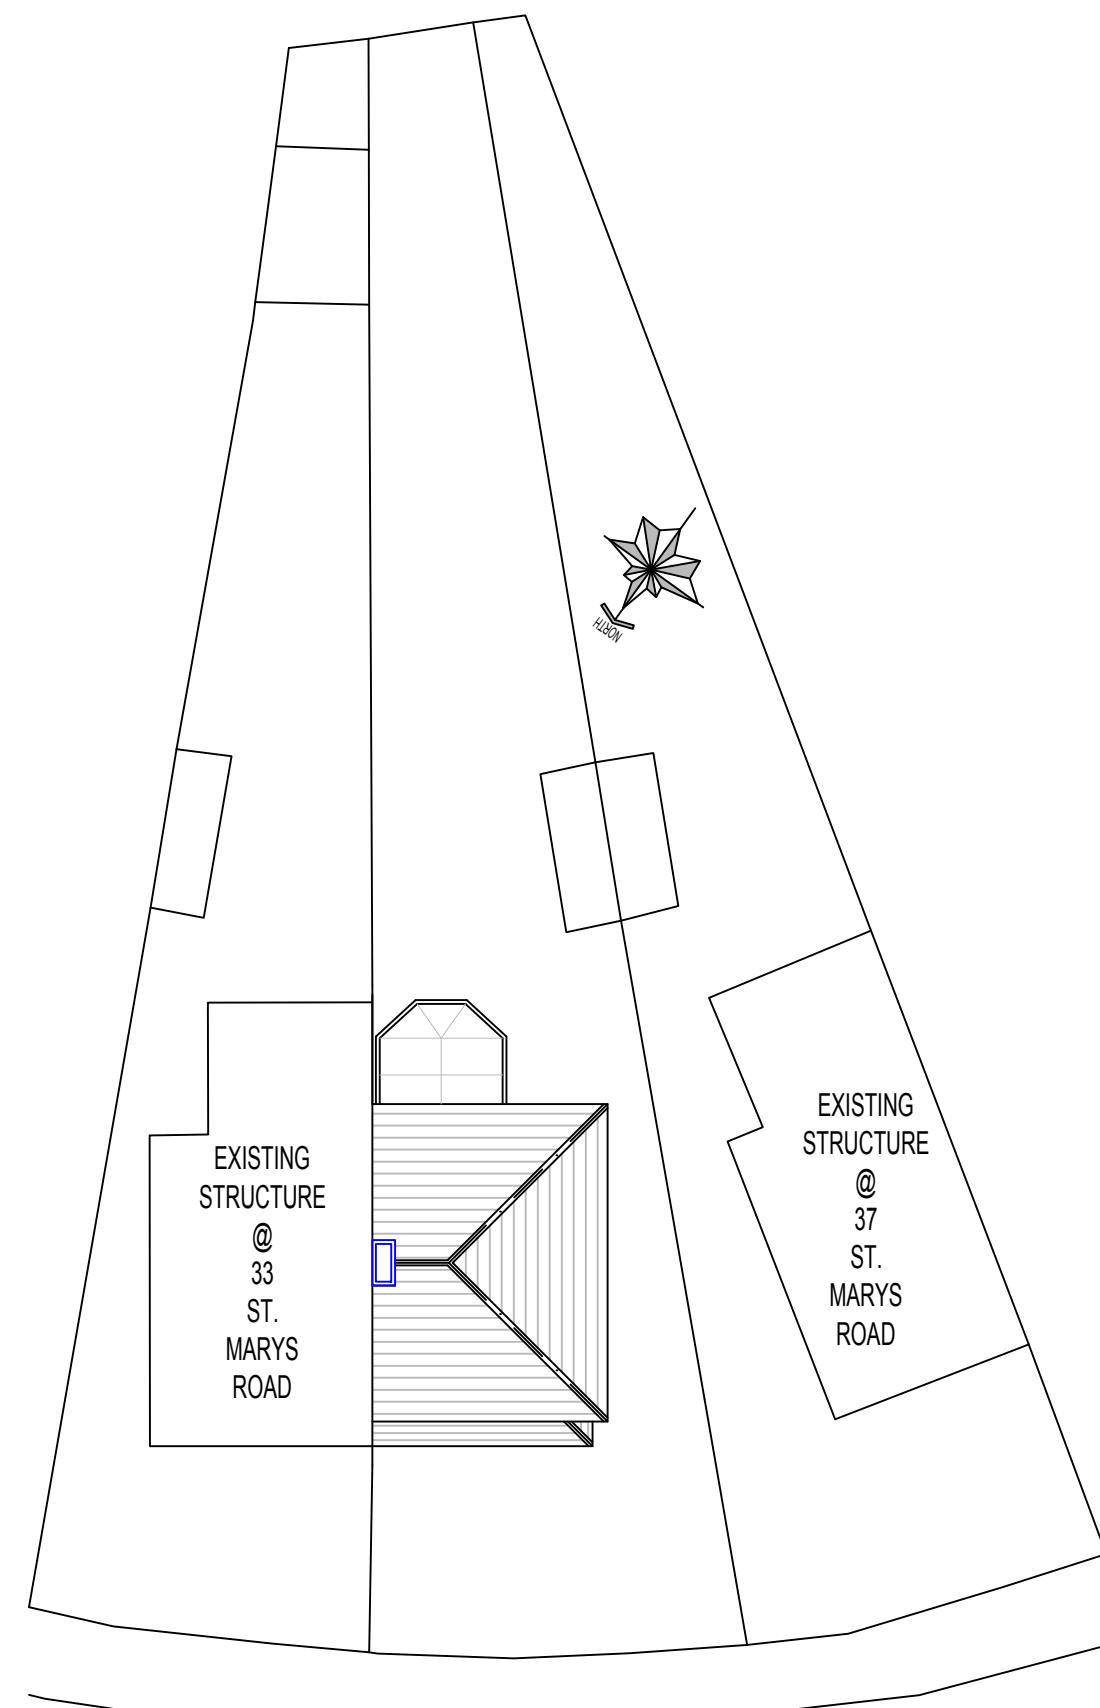 NORTH
EXISTING
STRUCTURE
@
37
ST.
MARYS
ROAD
EXISTING
STRUCTURE
@
33
ST.
MARYS
ROAD